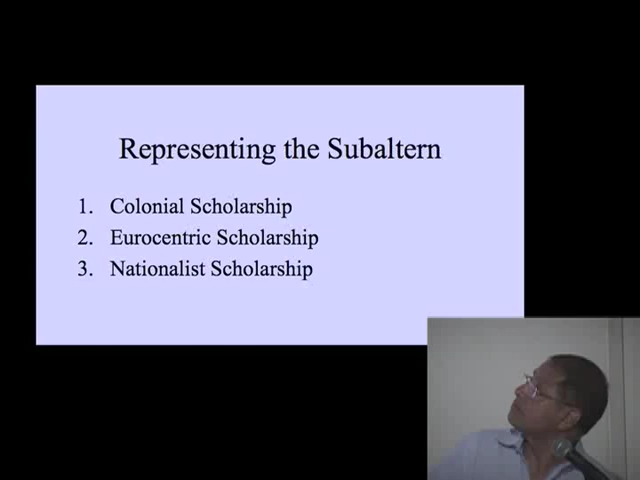 Representing the Subaltern
1. Colonial Scholarship
2. Eurocentric Scholarship
3. Nationalist Scholarship